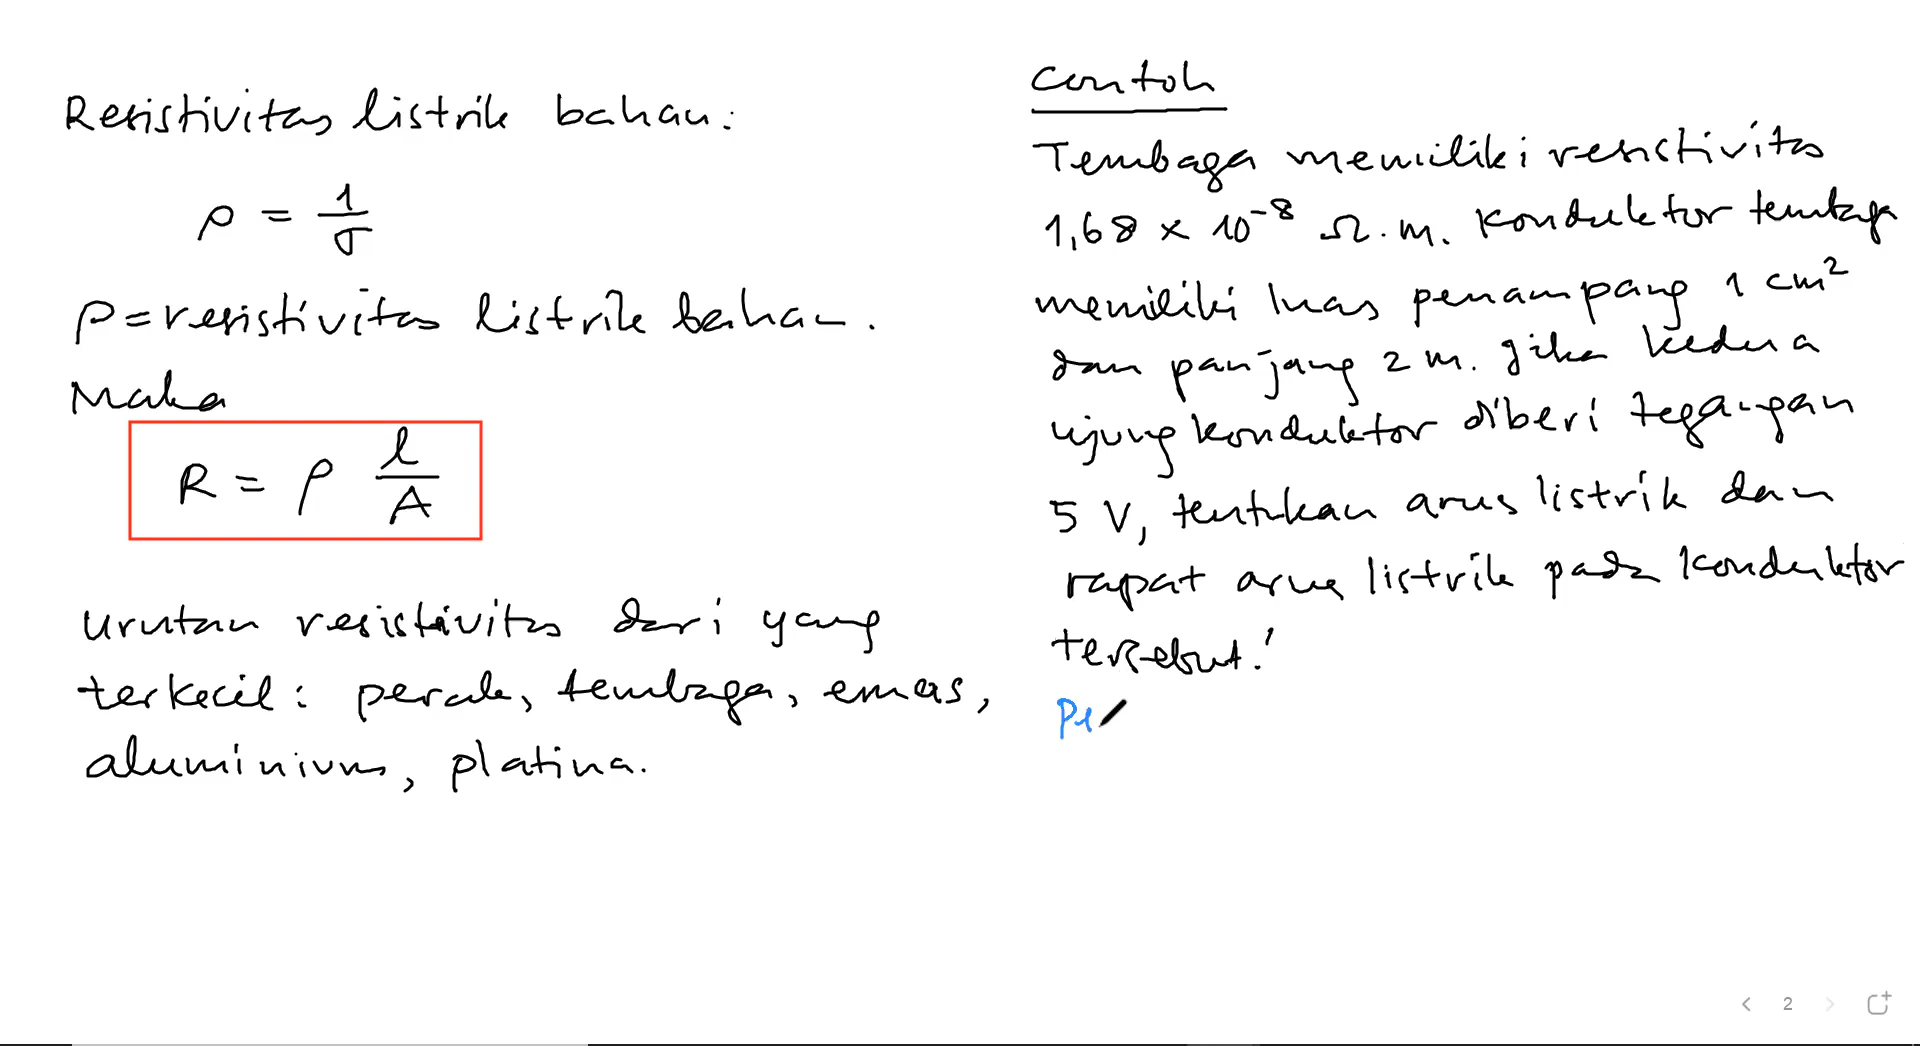 Resistivitas listrik bahan:
ρ = 1/σ
ρ = resistivitas listrik bahan.
Maka
R = ρ l/A
Urutan resistivitas dari yang
terkecil: perak, tembaga, emas,
aluminium, platina.
Contoh
Tembaga memiliki resistivitas
1,68 × 10⁻⁸ Ω.m. Konduktor tembaga
memiliki luas penampang 1 cm²
dan panjang 2 m. Jika kedua
ujung konduktor diberi tegangan
5 V, tentukan arus listrik dan
rapat arus listrik pada konduktor
tersebut!
Pe
2